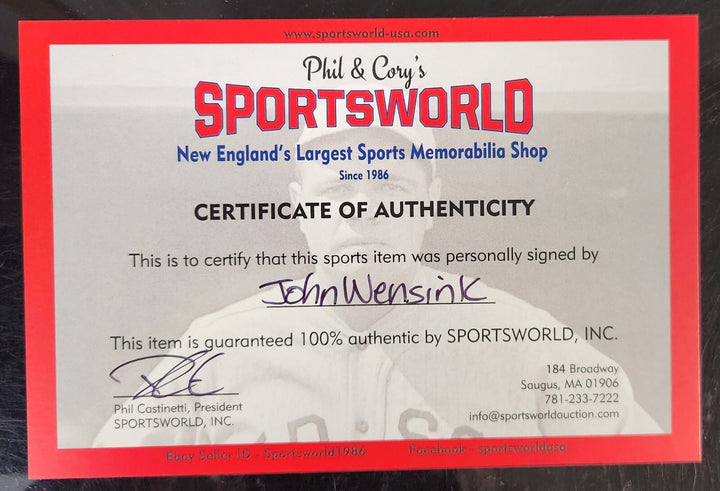 www.sportsworld-usa.com
Phil & Cory's
SPORTSWORLD
New England's Largest Sports Memorabilia Shop
Since 1986
CERTIFICATE OF AUTHENTICITY
This is to certify that this sports item was personally signed by
John Wensink
This item is guaranteed 100% authentic by SPORTSWORLD, INC.
Phil Castinetti, President
SPORTSWORLD, INC.
184 Broadway
Saugus, MA 01906
781-233-7222
info@sportsworldauction.com
Ebay Seller ID - Sportsworld1986
Facebook - sportsworldusa